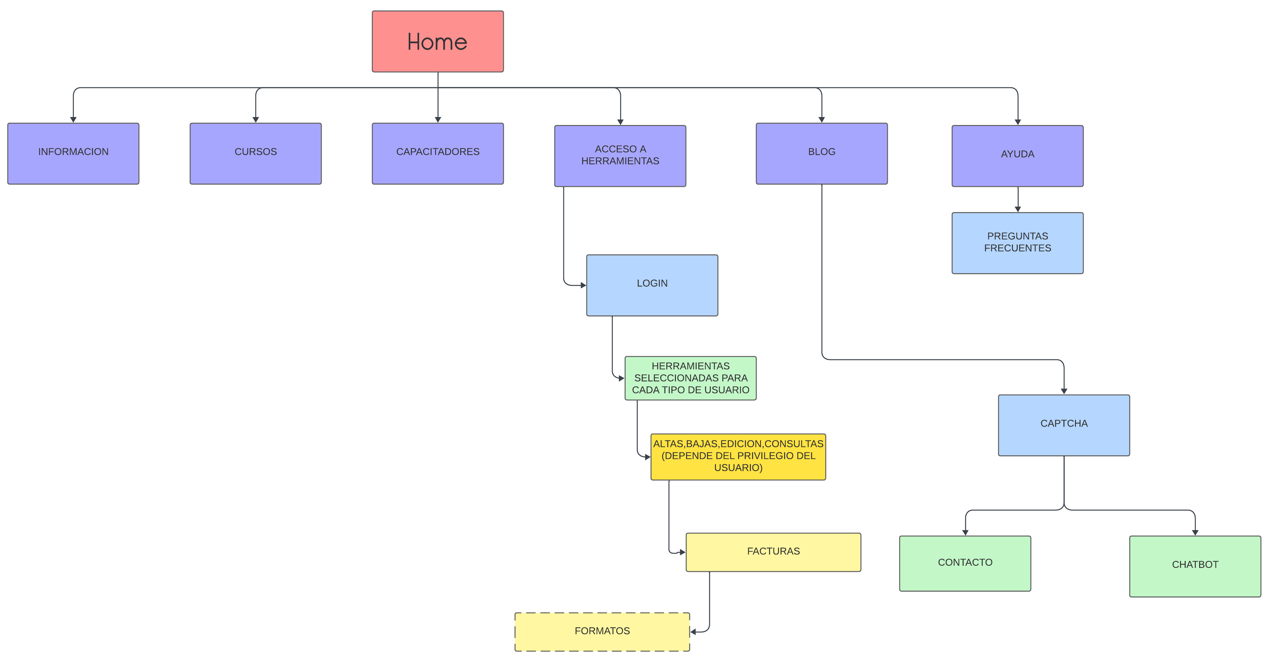 Home
INFORMACION
CURSOS
CAPACITADORES
ACCESO A
HERRAMIENTAS
BLOG
AYUDA
PREGUNTAS
FRECUENTES
LOGIN
HERRAMIENTAS
SELECCIONADAS PARA
CADA TIPO DE USUARIO
CAPTCHA
ALTAS,BAJAS,EDICION,CONSULTAS
(DEPENDE DEL PRIVILEGIO DEL
USUARIO)
FACTURAS
CONTACTO
CHATBOT
FORMATOS